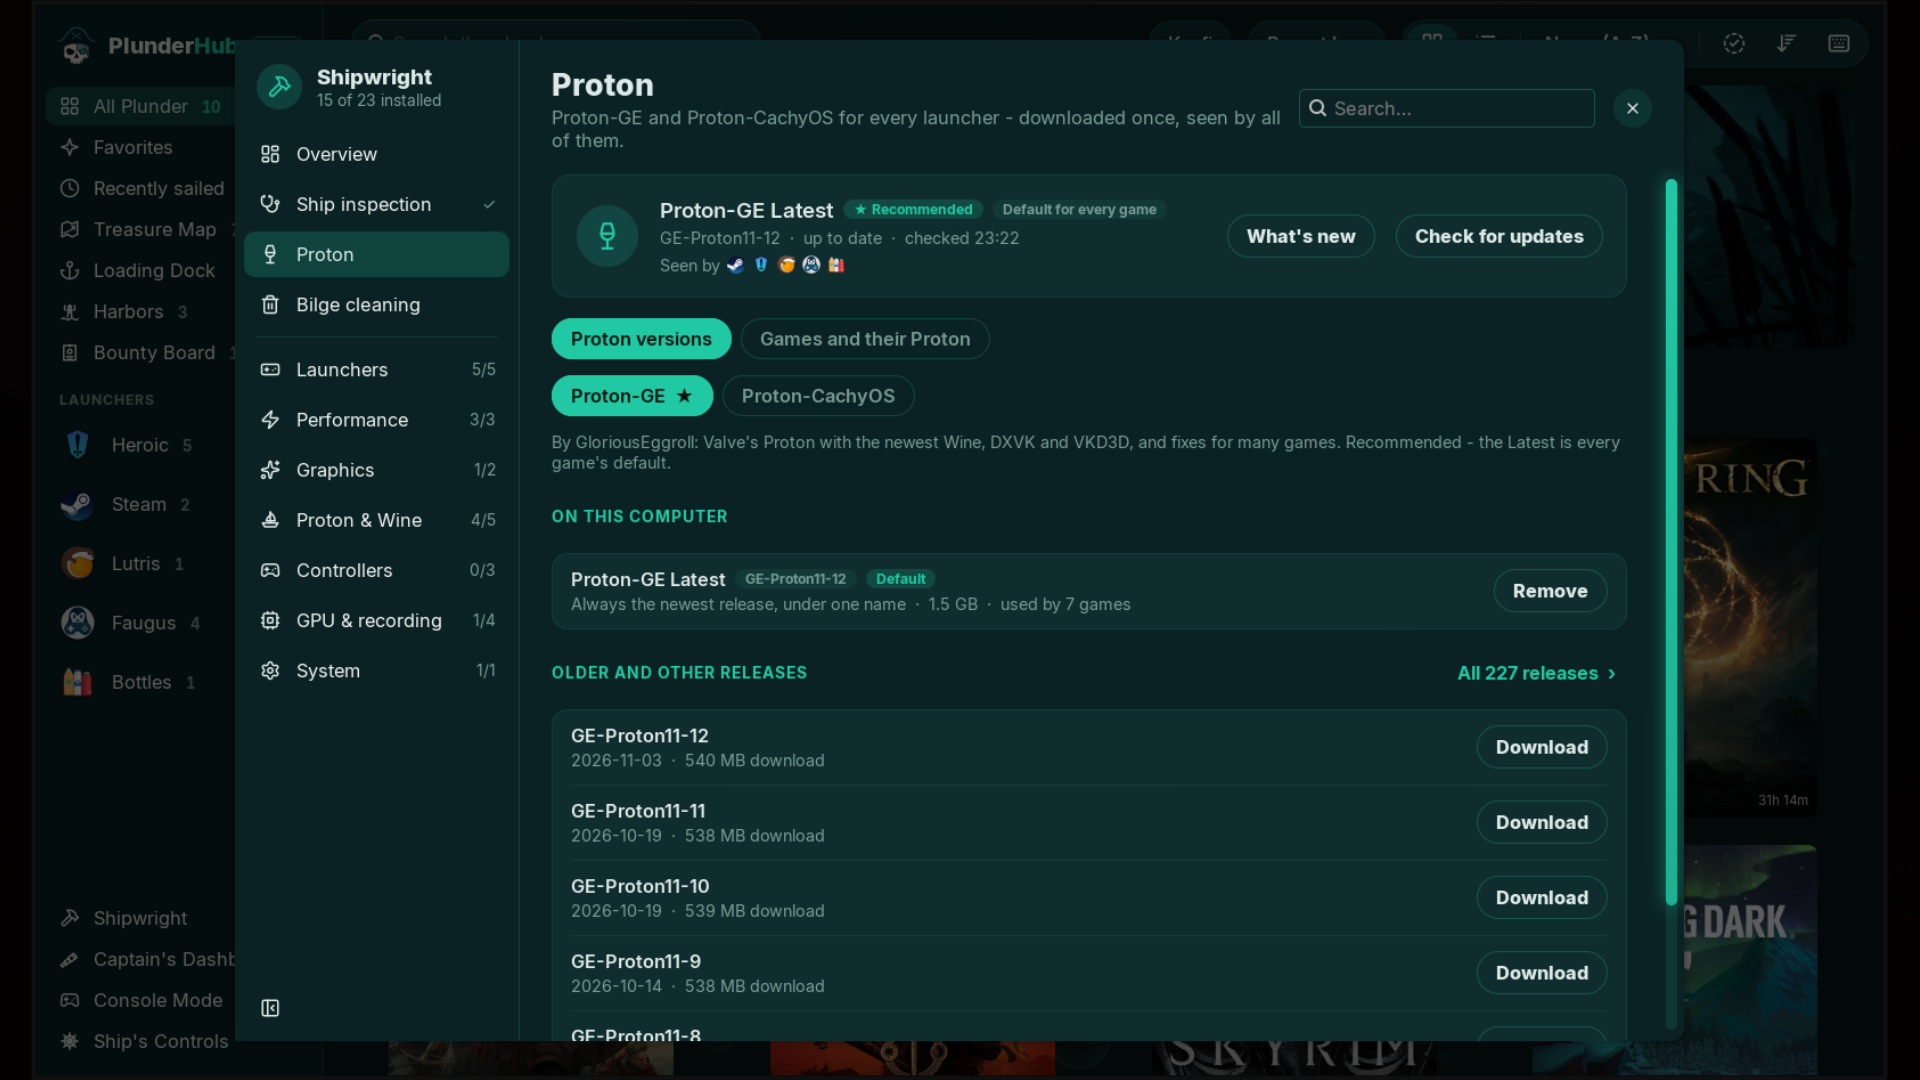 PlunderHub
All Plunder 10
Favorites
Recently sailed
Treasure Map
Loading Dock
Harbors 3
Bounty Board
LAUNCHERS
Heroic 5
Steam 2
Lutris 1
Faugus 4
Bottles 1
Shipwright
Captain's Dashb
Console Mode
Ship's Controls
Shipwright
15 of 23 installed
Overview
Ship inspection
Proton
Bilge cleaning
Launchers 5/5
Performance 3/3
Graphics 1/2
Proton & Wine 4/5
Controllers 0/3
GPU & recording 1/4
System 1/1
Proton
Proton-GE and Proton-CachyOS for every launcher - downloaded once, seen by all
of them.
Search...
Proton-GE Latest ★ Recommended Default for every game
GE-Proton11-12 · up to date · checked 23:22
Seen by
What's new
Check for updates
Proton versions
Games and their Proton
Proton-GE ★
Proton-CachyOS
By GloriousEggroll: Valve's Proton with the newest Wine, DXVK and VKD3D, and fixes for many games. Recommended - the Latest is every
game's default.
ON THIS COMPUTER
Proton-GE Latest GE-Proton11-12 Default
Always the newest release, under one name · 1.5 GB · used by 7 games
Remove
OLDER AND OTHER RELEASES
All 227 releases ›
GE-Proton11-12
2026-11-03 · 540 MB download
Download
GE-Proton11-11
2026-10-19 · 538 MB download
Download
GE-Proton11-10
2026-10-19 · 539 MB download
Download
GE-Proton11-9
2026-10-14 · 538 MB download
Download
GE-Proton11-8
RING
31h 14m
G DARK
SKYRIM